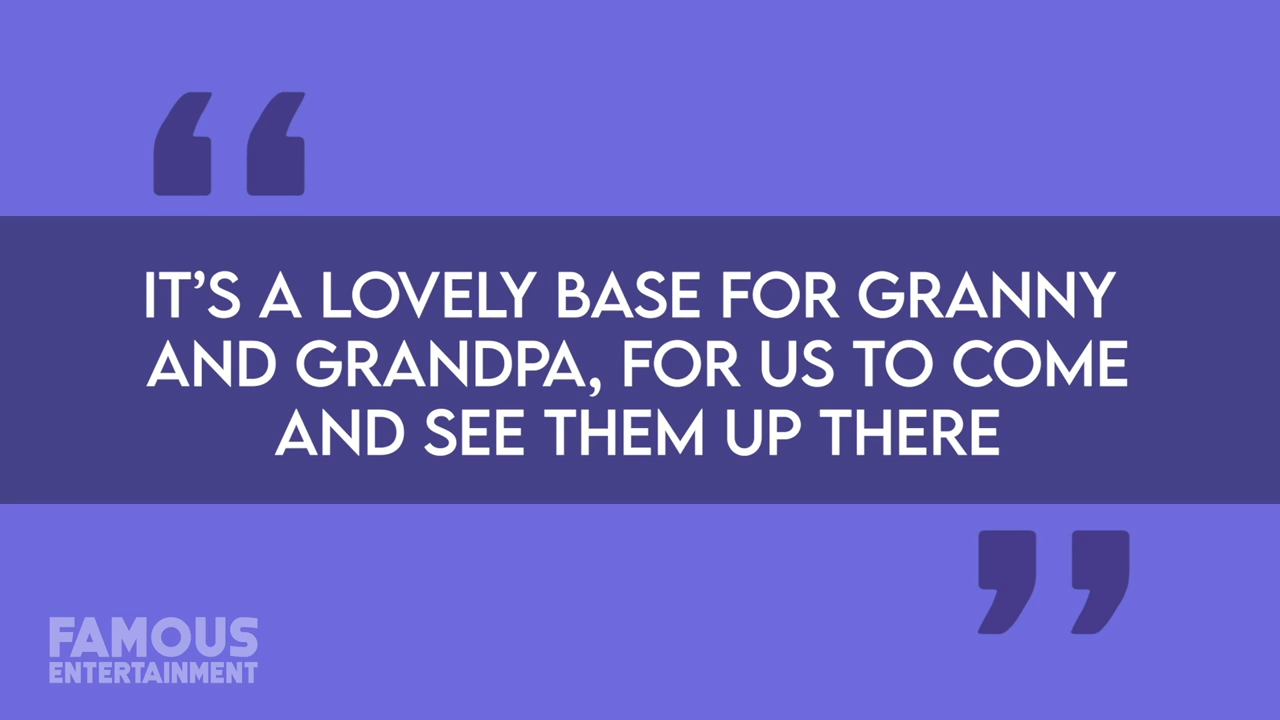 IT’S A LOVELY BASE FOR GRANNY
AND GRANDPA, FOR US TO COME
AND SEE THEM UP THERE
FAMOUS
ENTERTAINMENT